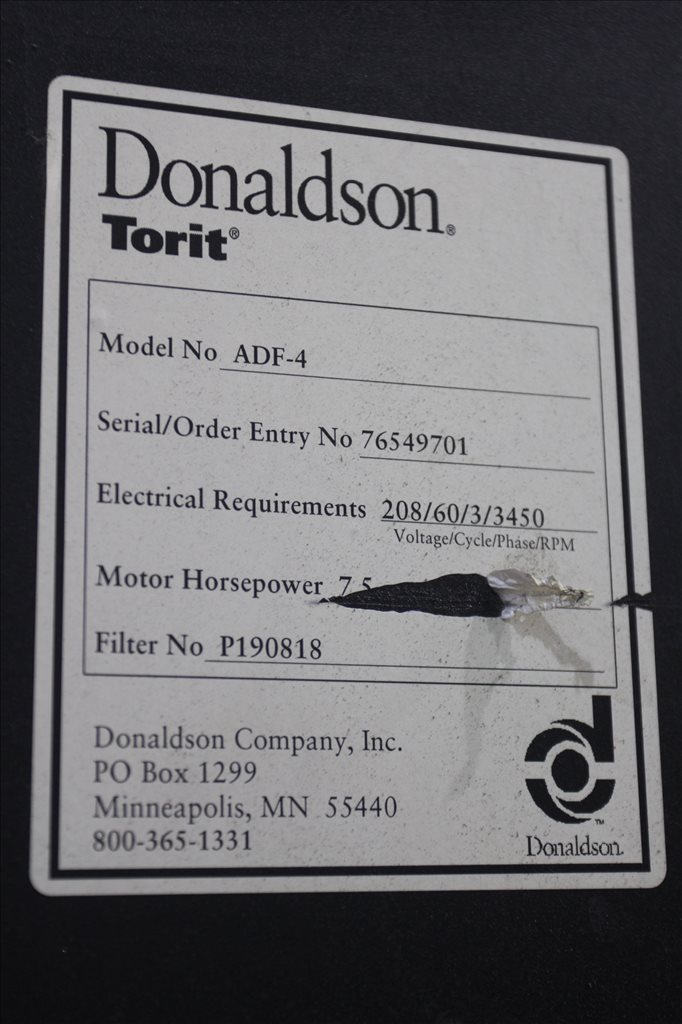 Donaldson®
Torit®
Model No ADF-4
Serial/Order Entry No 76549701
Electrical Requirements 208/60/3/3450
Voltage/Cycle/Phase/RPM
Motor Horsepower 7.5
Filter No P190818
Donaldson Company, Inc.
PO Box 1299
Minneapolis, MN 55440
800-365-1331
d
™
Donaldson.